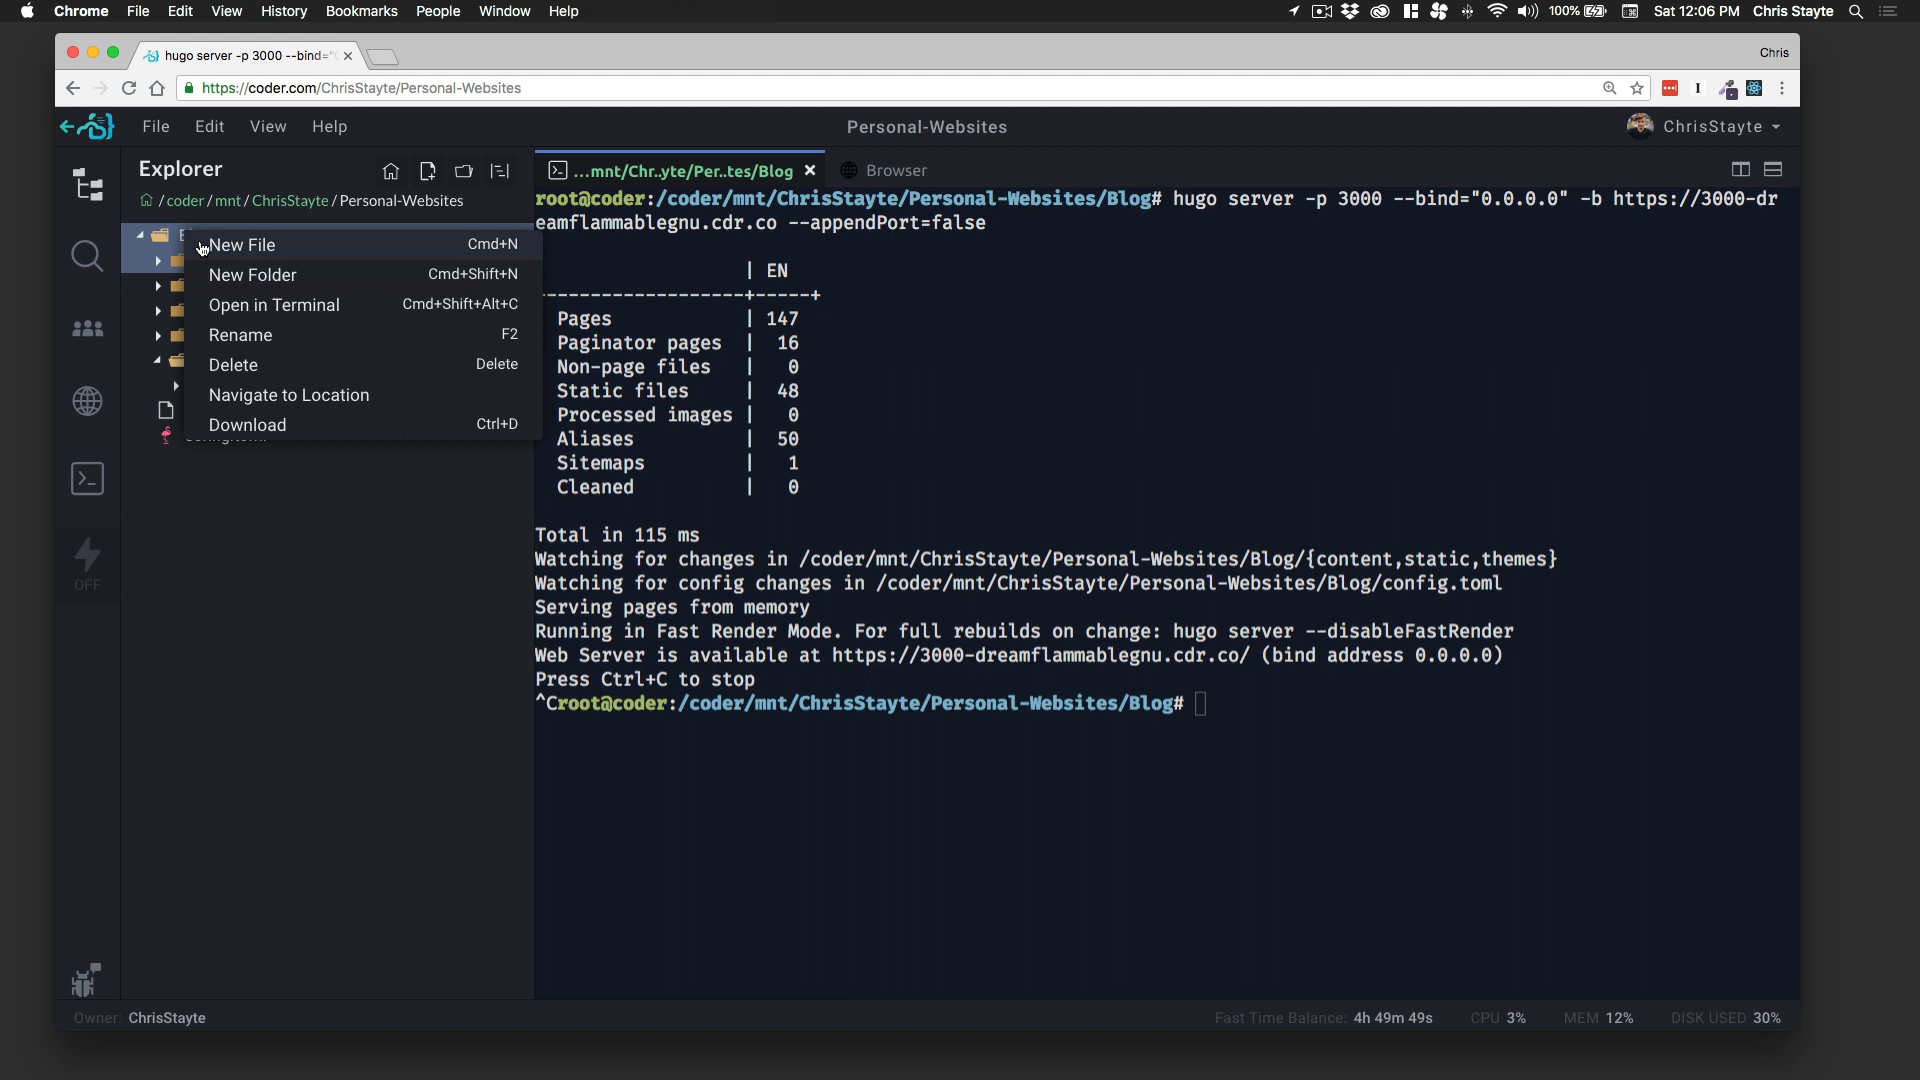 Chrome File Edit View History Bookmarks People Window Help 100% Sat 12:06 PM Chris Stayte
hugo server -p 3000 --bind="
Chris
https://coder.com/ChrisStayte/Personal-Websites
File Edit View Help Personal-Websites ChrisStayte
Explorer
/ coder / mnt / ChrisStayte / Personal-Websites
New File Cmd+N
New Folder Cmd+Shift+N
Open in Terminal Cmd+Shift+Alt+C
Rename F2
Delete Delete
Navigate to Location
Download Ctrl+D
OFF
...mnt/Chr..yte/Per..tes/Blog Browser
root@coder:/coder/mnt/ChrisStayte/Personal-Websites/Blog# hugo server -p 3000 --bind="0.0.0.0" -b https://3000-dr
eamflammablegnu.cdr.co --appendPort=false
| EN
-------------------+-----+
Pages | 147
Paginator pages | 16
Non-page files | 0
Static files | 48
Processed images | 0
Aliases | 50
Sitemaps | 1
Cleaned | 0
Total in 115 ms
Watching for changes in /coder/mnt/ChrisStayte/Personal-Websites/Blog/{content,static,themes}
Watching for config changes in /coder/mnt/ChrisStayte/Personal-Websites/Blog/config.toml
Serving pages from memory
Running in Fast Render Mode. For full rebuilds on change: hugo server --disableFastRender
Web Server is available at https://3000-dreamflammablegnu.cdr.co/ (bind address 0.0.0.0)
Press Ctrl+C to stop
^Croot@coder:/coder/mnt/ChrisStayte/Personal-Websites/Blog#
Owner: ChrisStayte Fast Time Balance: 4h 49m 49s CPU 3% MEM 12% DISK USED 30%